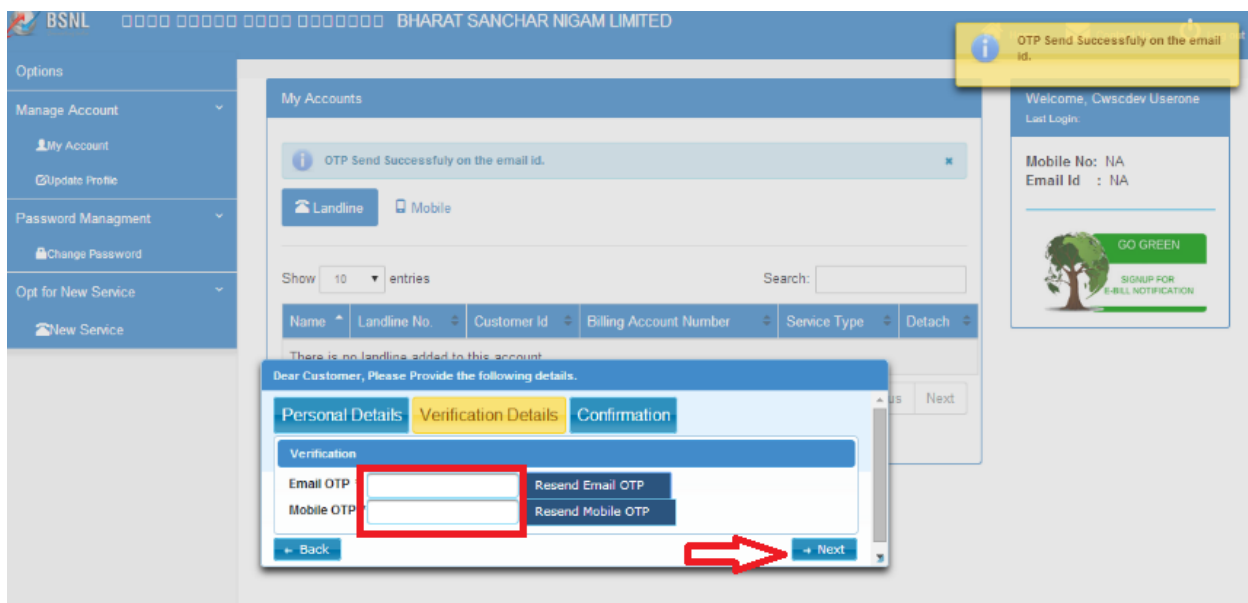 BSNL BHARAT SANCHAR NIGAM LIMITED
OTP Send Successfuly on the email
id.
Options
Manage Account
My Account
Update Profile
Password Managment
Change Password
Opt for New Service
New Service
My Accounts
OTP Send Successfuly on the email id.
Landline Mobile
Show 10 entries Search:
Name Landline No. Customer Id Billing Account Number Service Type Detach
There is no landline added to this account
Next
Dear Customer, Please Provide the following details.
Personal Details Verification Details Confirmation
Verification
Email OTP * Resend Email OTP
Mobile OTP * Resend Mobile OTP
← Back → Next
Welcome, Cwscdev Userone
Last Login:
Mobile No: NA
Email Id : NA
GO GREEN
SIGNUP FOR
E-BILL NOTIFICATION